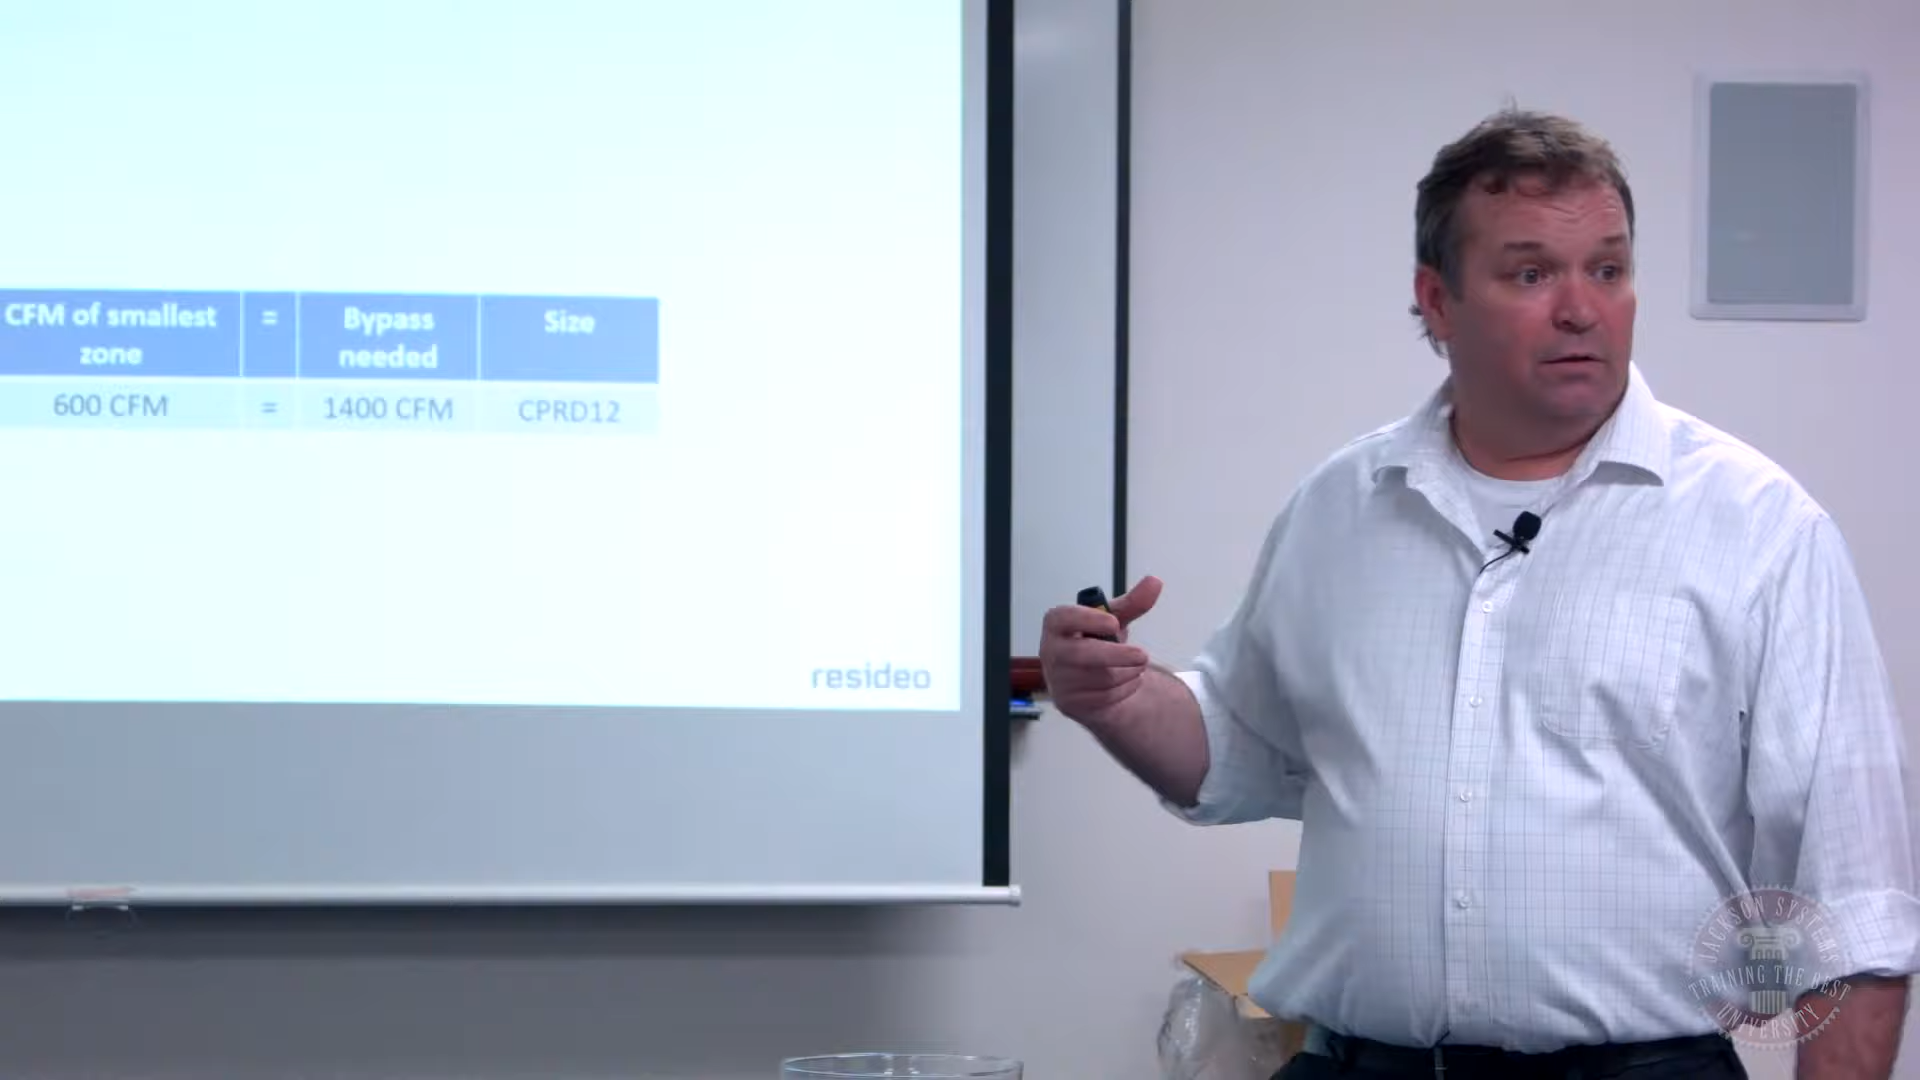 CFM of smallest zone = Bypass needed Size
600 CFM = 1400 CFM CPRD12
resideo
JACKSON SYSTEMS
TRAINING THE BEST
UNIVERSITY